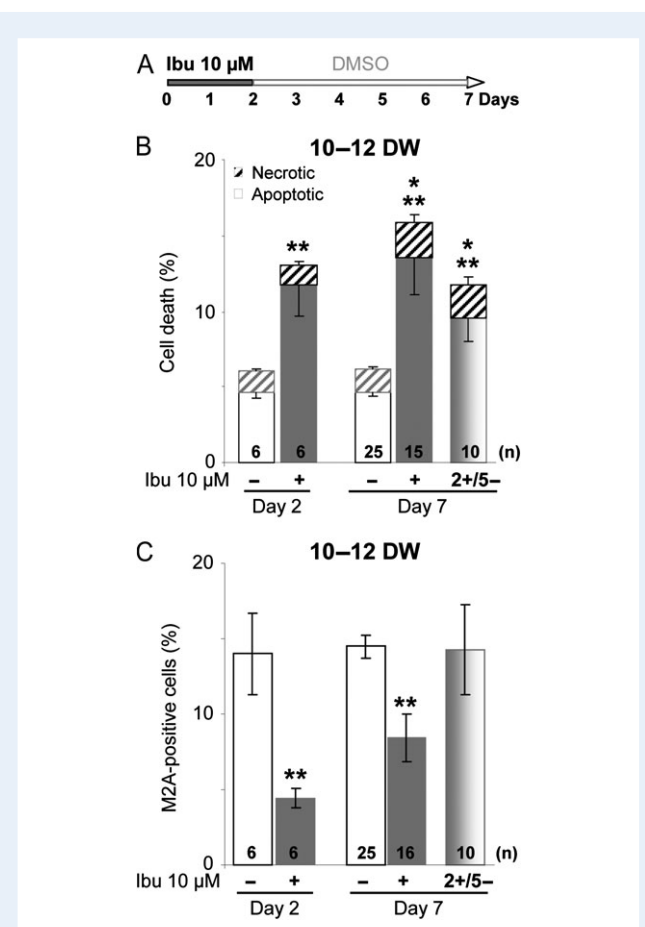 A
Ibu 10 µM DMSO
0 1 2 3 4 5 6 7 Days
B
10–12 DW
20
Necrotic
Apoptotic
*
**
**
*
**
10
Cell death (%)
0
6 6 25 15 10 (n)
Ibu 10 µM – + – + 2+/5–
Day 2 Day 7
C
10–12 DW
20
**
**
10
M2A-positive cells (%)
0
6 6 25 16 10 (n)
Ibu 10 µM – + – + 2+/5–
Day 2 Day 7